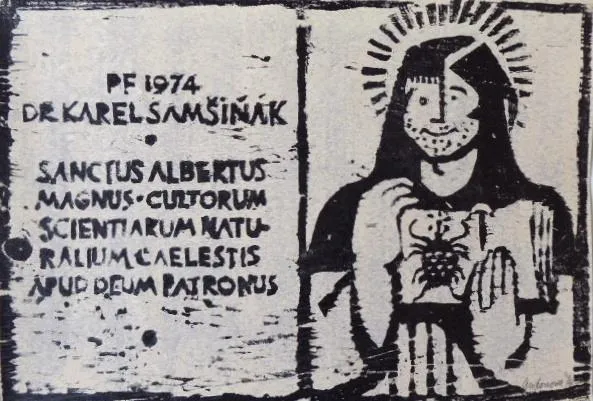 PF 1974
DR KAREL SAMŠIŇÁK
SANCTUS ALBERTUS
MAGNUS · CULTORUM
SCIENTIARUM NATU-
RALIUM CAELESTIS
APUD DEUM PATRONUS